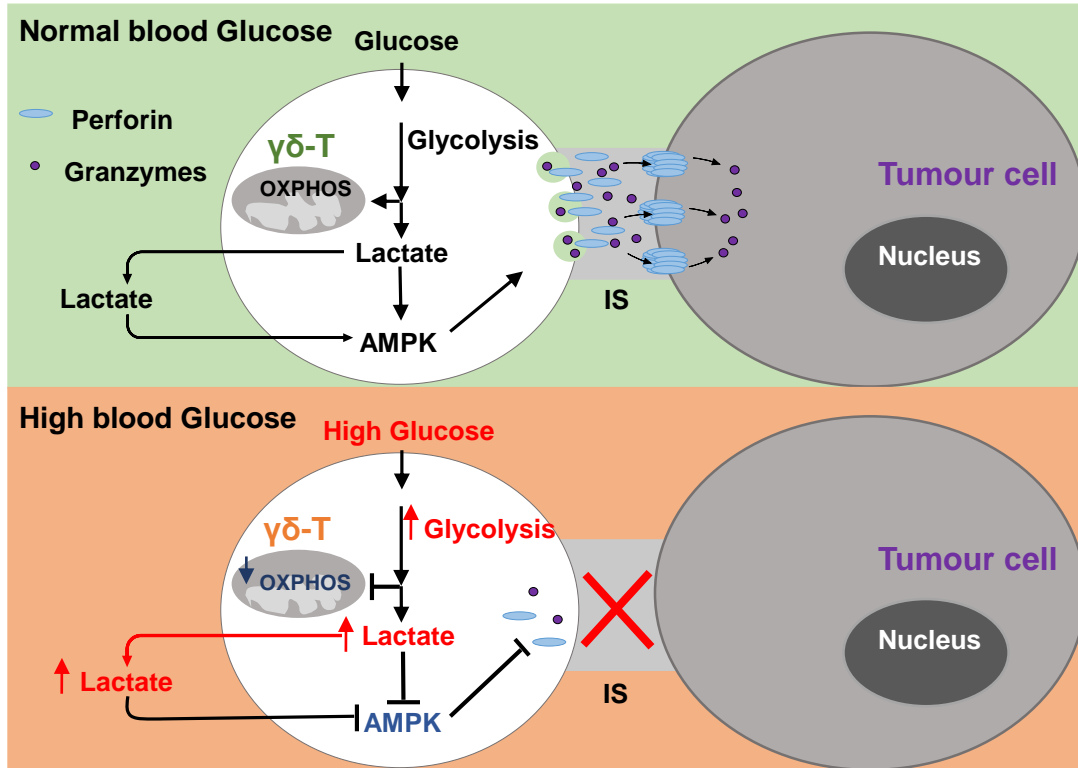 Normal blood Glucose
Glucose
Perforin
Granzymes
γδ-T
Glycolysis
OXPHOS
Lactate
Lactate
AMPK
IS
Tumour cell
Nucleus
High blood Glucose
High Glucose
γδ-T
Glycolysis
OXPHOS
Lactate
Lactate
AMPK
IS
Tumour cell
Nucleus